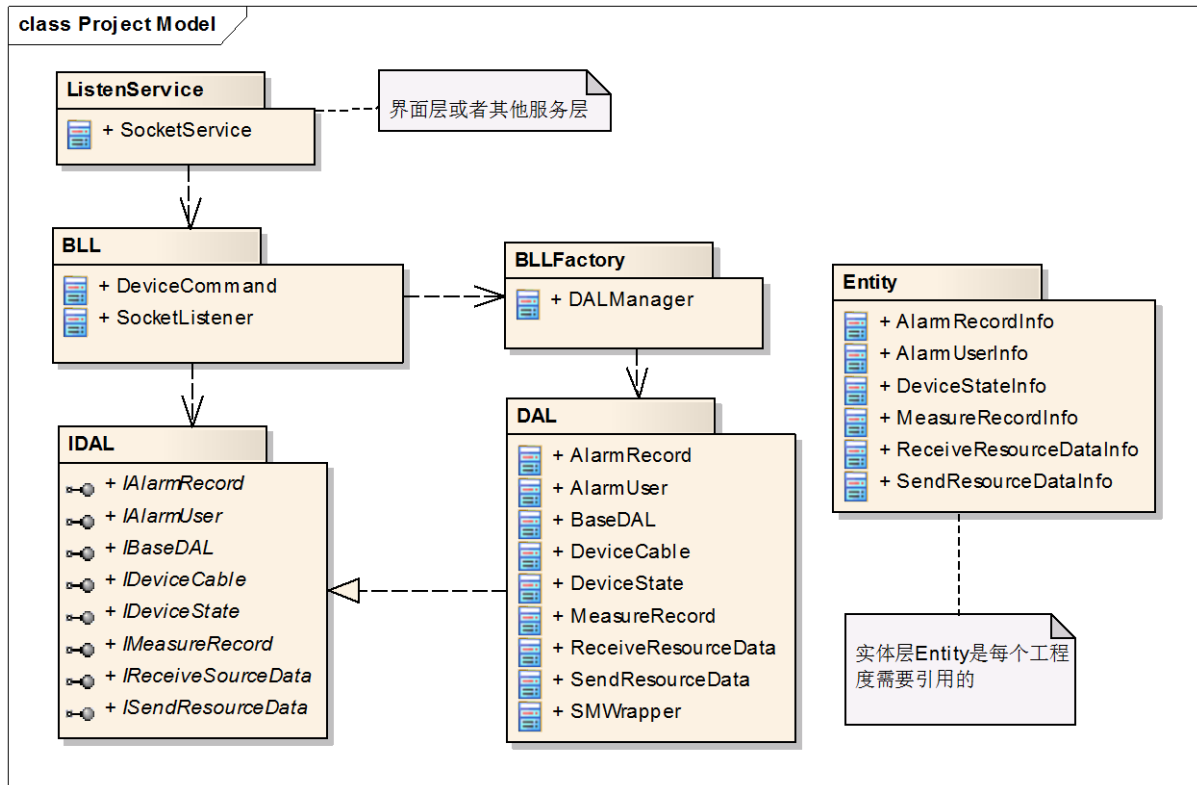 class Project Model
ListenService
+ SocketService
界面层或者其他服务层
BLL
+ DeviceCommand
+ SocketListener
BLLFactory
+ DALManager
Entity
+ AlarmRecordInfo
+ AlarmUserInfo
+ DeviceStateInfo
+ MeasureRecordInfo
+ ReceiveResourceDataInfo
+ SendResourceDataInfo
IDAL
+ IAlarmRecord
+ IAlarmUser
+ IBaseDAL
+ IDeviceCable
+ IDeviceState
+ IMeasureRecord
+ IReceiveSourceData
+ ISendResourceData
DAL
+ AlarmRecord
+ AlarmUser
+ BaseDAL
+ DeviceCable
+ DeviceState
+ MeasureRecord
+ ReceiveResourceData
+ SendResourceData
+ SMWrapper
实体层Entity是每个工程
度需要引用的